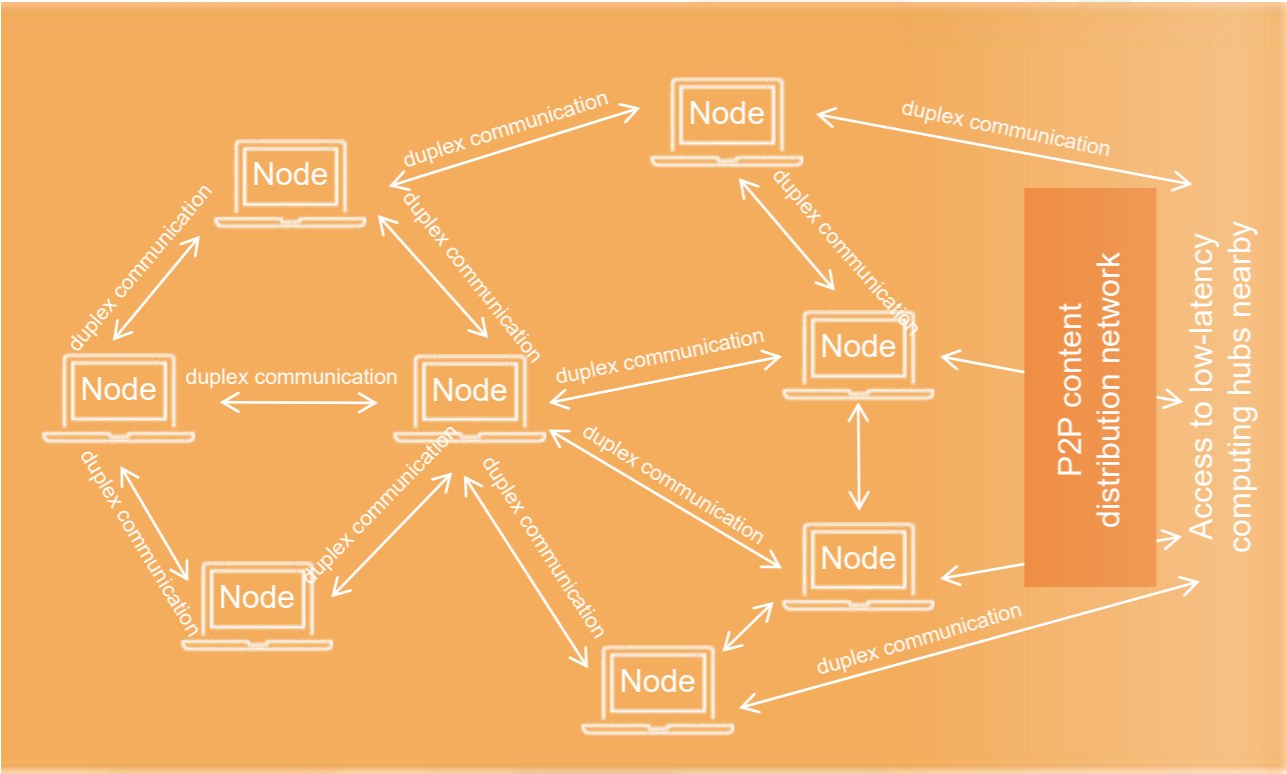 Node
duplex communication
duplex communication
Node
duplex communication
duplex communication
duplex communication
duplex communication
Node
duplex communication
Node
duplex communication
Node
duplex communication
Node
P2P content
distribution network
Access to low-latency
computing hubs nearby
duplex communication
duplex communication
duplex communication
duplex communication
Node
Node
duplex communication
Node